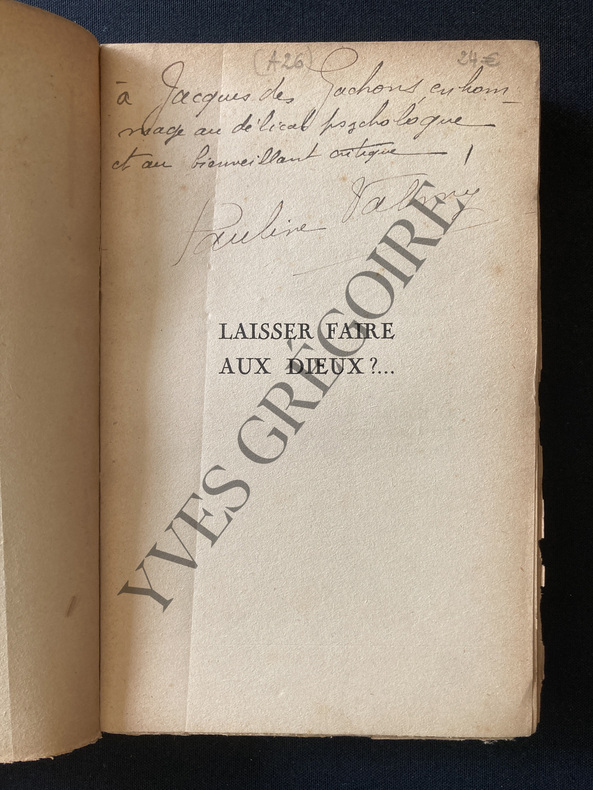 (A26)
24 €
à Jacques des Gachons, en hom-
mage au délicat psychologue
et au bienveillant critique !
Pauline Valmy
LAISSER FAIRE
AUX DIEUX ?...
YVES GRÉGOIRE